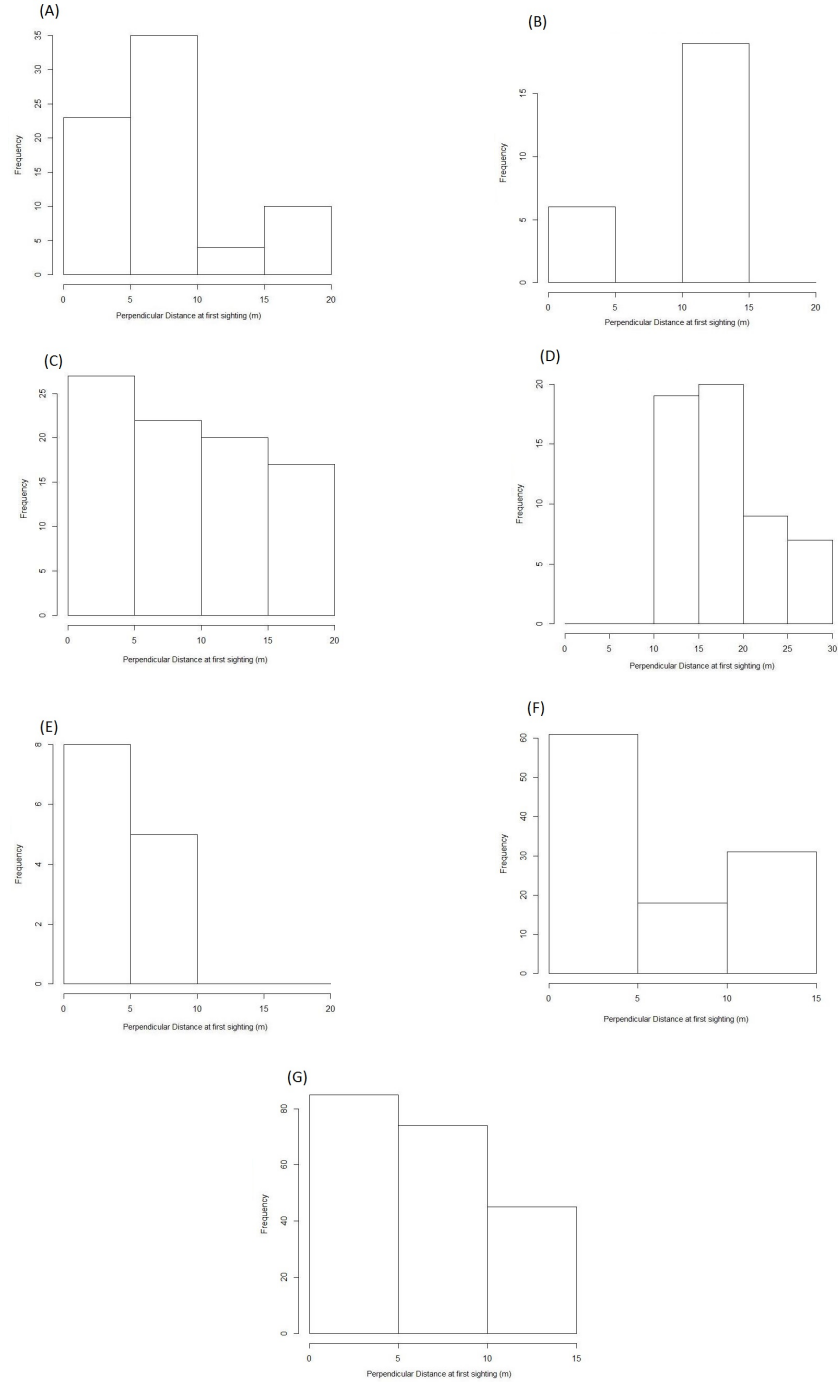 (A)
35
30
25
20
15
10
5
0
Frequency
0 5 10 15 20
Perpendicular Distance at first sighting (m)
(B)
15
10
5
0
Frequency
0 5 10 15 20
Perpendicular Distance at first sighting (m)
(C)
25
20
15
10
5
0
Frequency
0 5 10 15 20
Perpendicular Distance at first sighting (m)
(D)
20
15
10
5
0
Frequency
0 5 10 15 20 25 30
Perpendicular Distance at first sighting (m)
(E)
8
6
4
2
0
Frequency
0 5 10 15 20
Perpendicular Distance at first sighting (m)
(F)
60
50
40
30
20
10
0
Frequency
0 5 10 15
Perpendicular Distance at first sighting (m)
(G)
80
60
40
20
0
Frequency
0 5 10 15
Perpendicular Distance at first sighting (m)